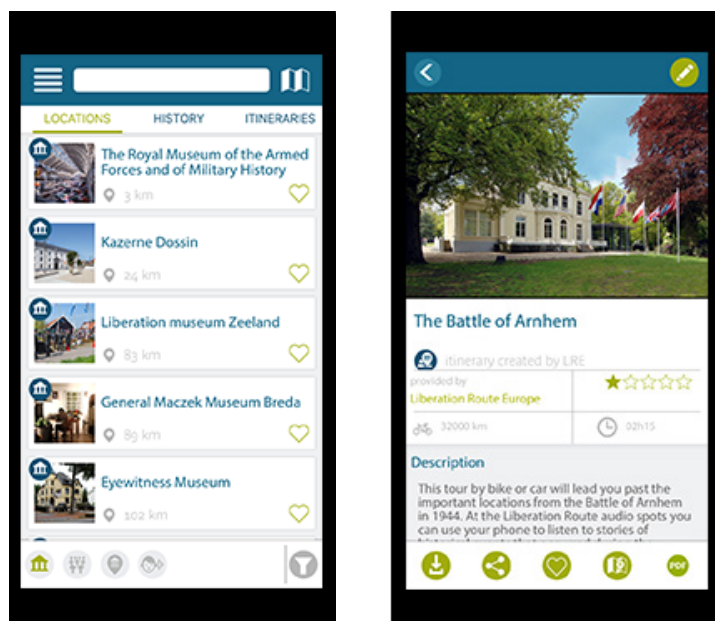 LOCATIONS HISTORY ITINERARIES
The Royal Museum of the Armed
Forces and of Military History
3 km
Kazerne Dossin
24 km
Liberation museum Zeeland
83 km
General Maczek Museum Breda
89 km
Eyewitness Museum
102 km
The Battle of Arnhem
itinerary created by LRE
provided by
Liberation Route Europe
32000 km
02h15
Description
This tour by bike or car will lead you past the
important locations from the Battle of Arnhem
in 1944. At the Liberation Route audio spots you
can use your phone to listen to stories of
PDF